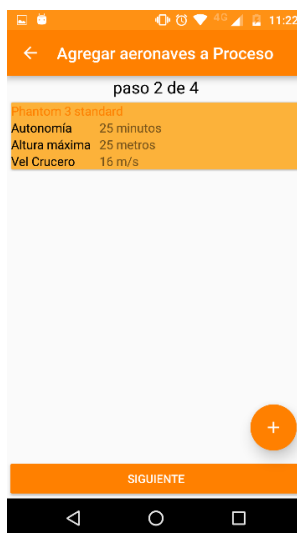 4G 11:22
Agregar aeronaves a Proceso
paso 2 de 4
Phantom 3 standard
Autonomía 25 minutos
Altura máxima 25 metros
Vel Crucero 16 m/s
+
SIGUIENTE